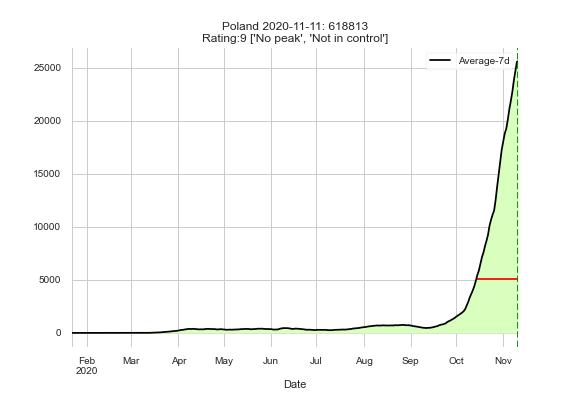 Poland 2020-11-11: 618813
Rating:9 ['No peak', 'Not in control']
Average-7d
25000
20000
15000
10000
5000
0
Feb Mar Apr May Jun Jul Aug Sep Oct Nov
2020
Date